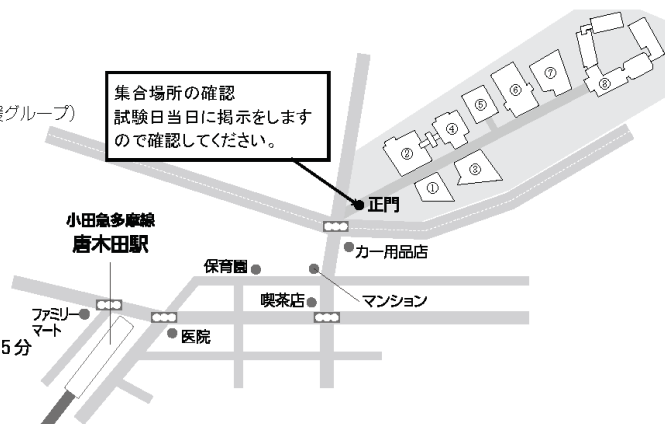 集合場所の確認
試験日当日に掲示をします
ので確認してください。
グループ）
⑦
⑥
⑧
⑤
④
②
③
①
正門
小田急多摩線
唐木田駅
カー用品店
保育園
喫茶店
マンション
ファミリー
マート
医院
5分